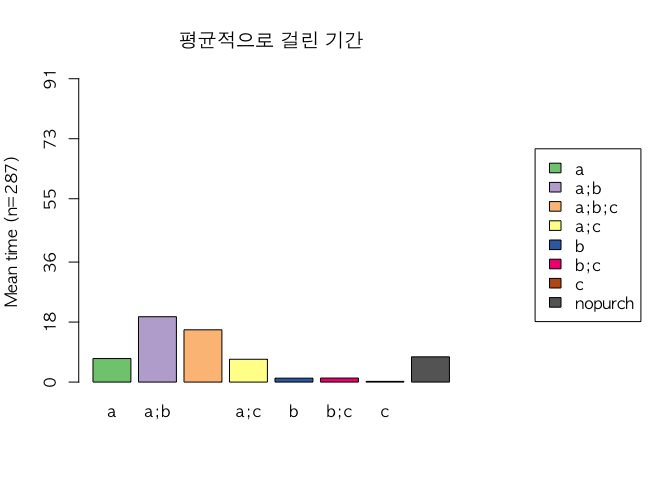 평균적으로 걸린 기간
Mean time (n=287)
91
73
55
36
18
0
a
a;b
a;c
b
b;c
c
a
a;b
a;b;c
a;c
b
b;c
c
nopurch